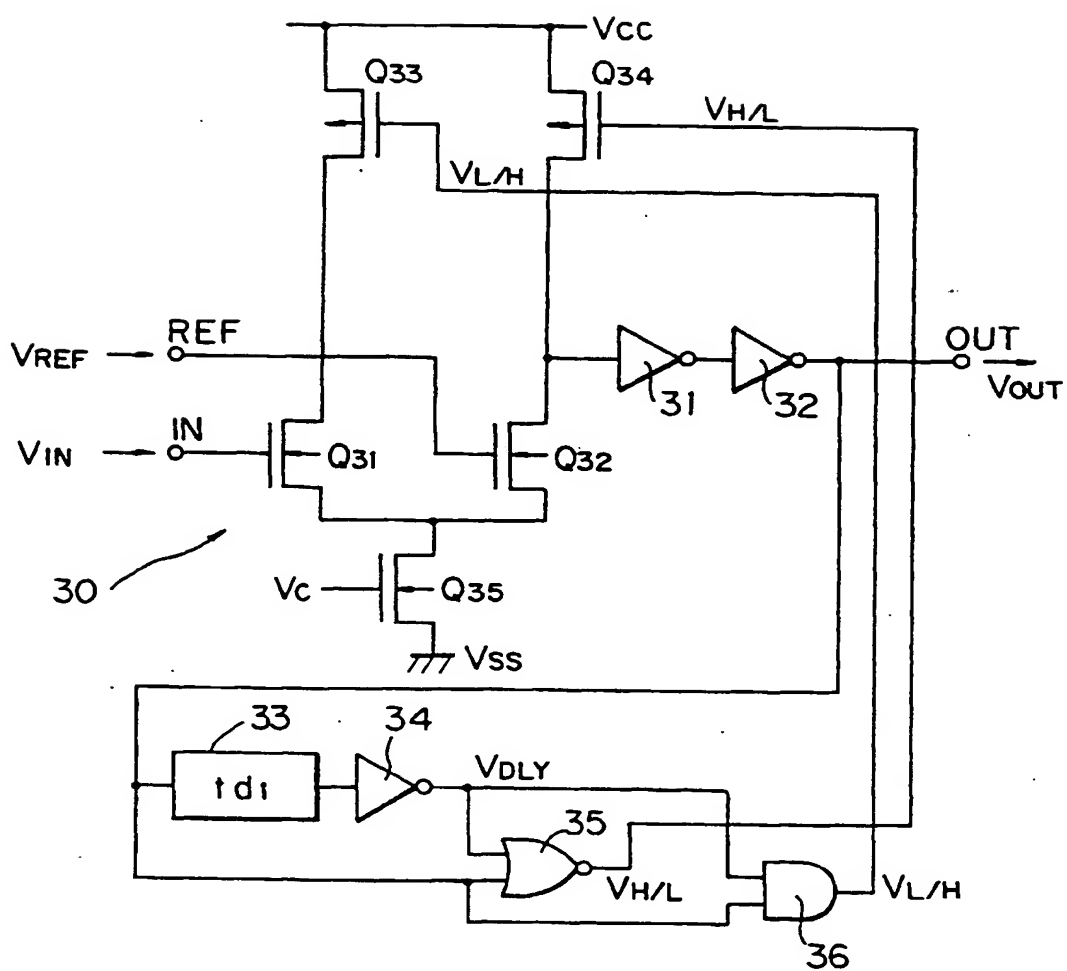 VCC
Q33
Q34
VH/L
VL/H
REF
VREF
OUT
VOUT
31
32
IN
VIN
Q31
Q32
30
VC
Q35
VSS
33
34
td1
VDLY
35
VH/L
VL/H
36